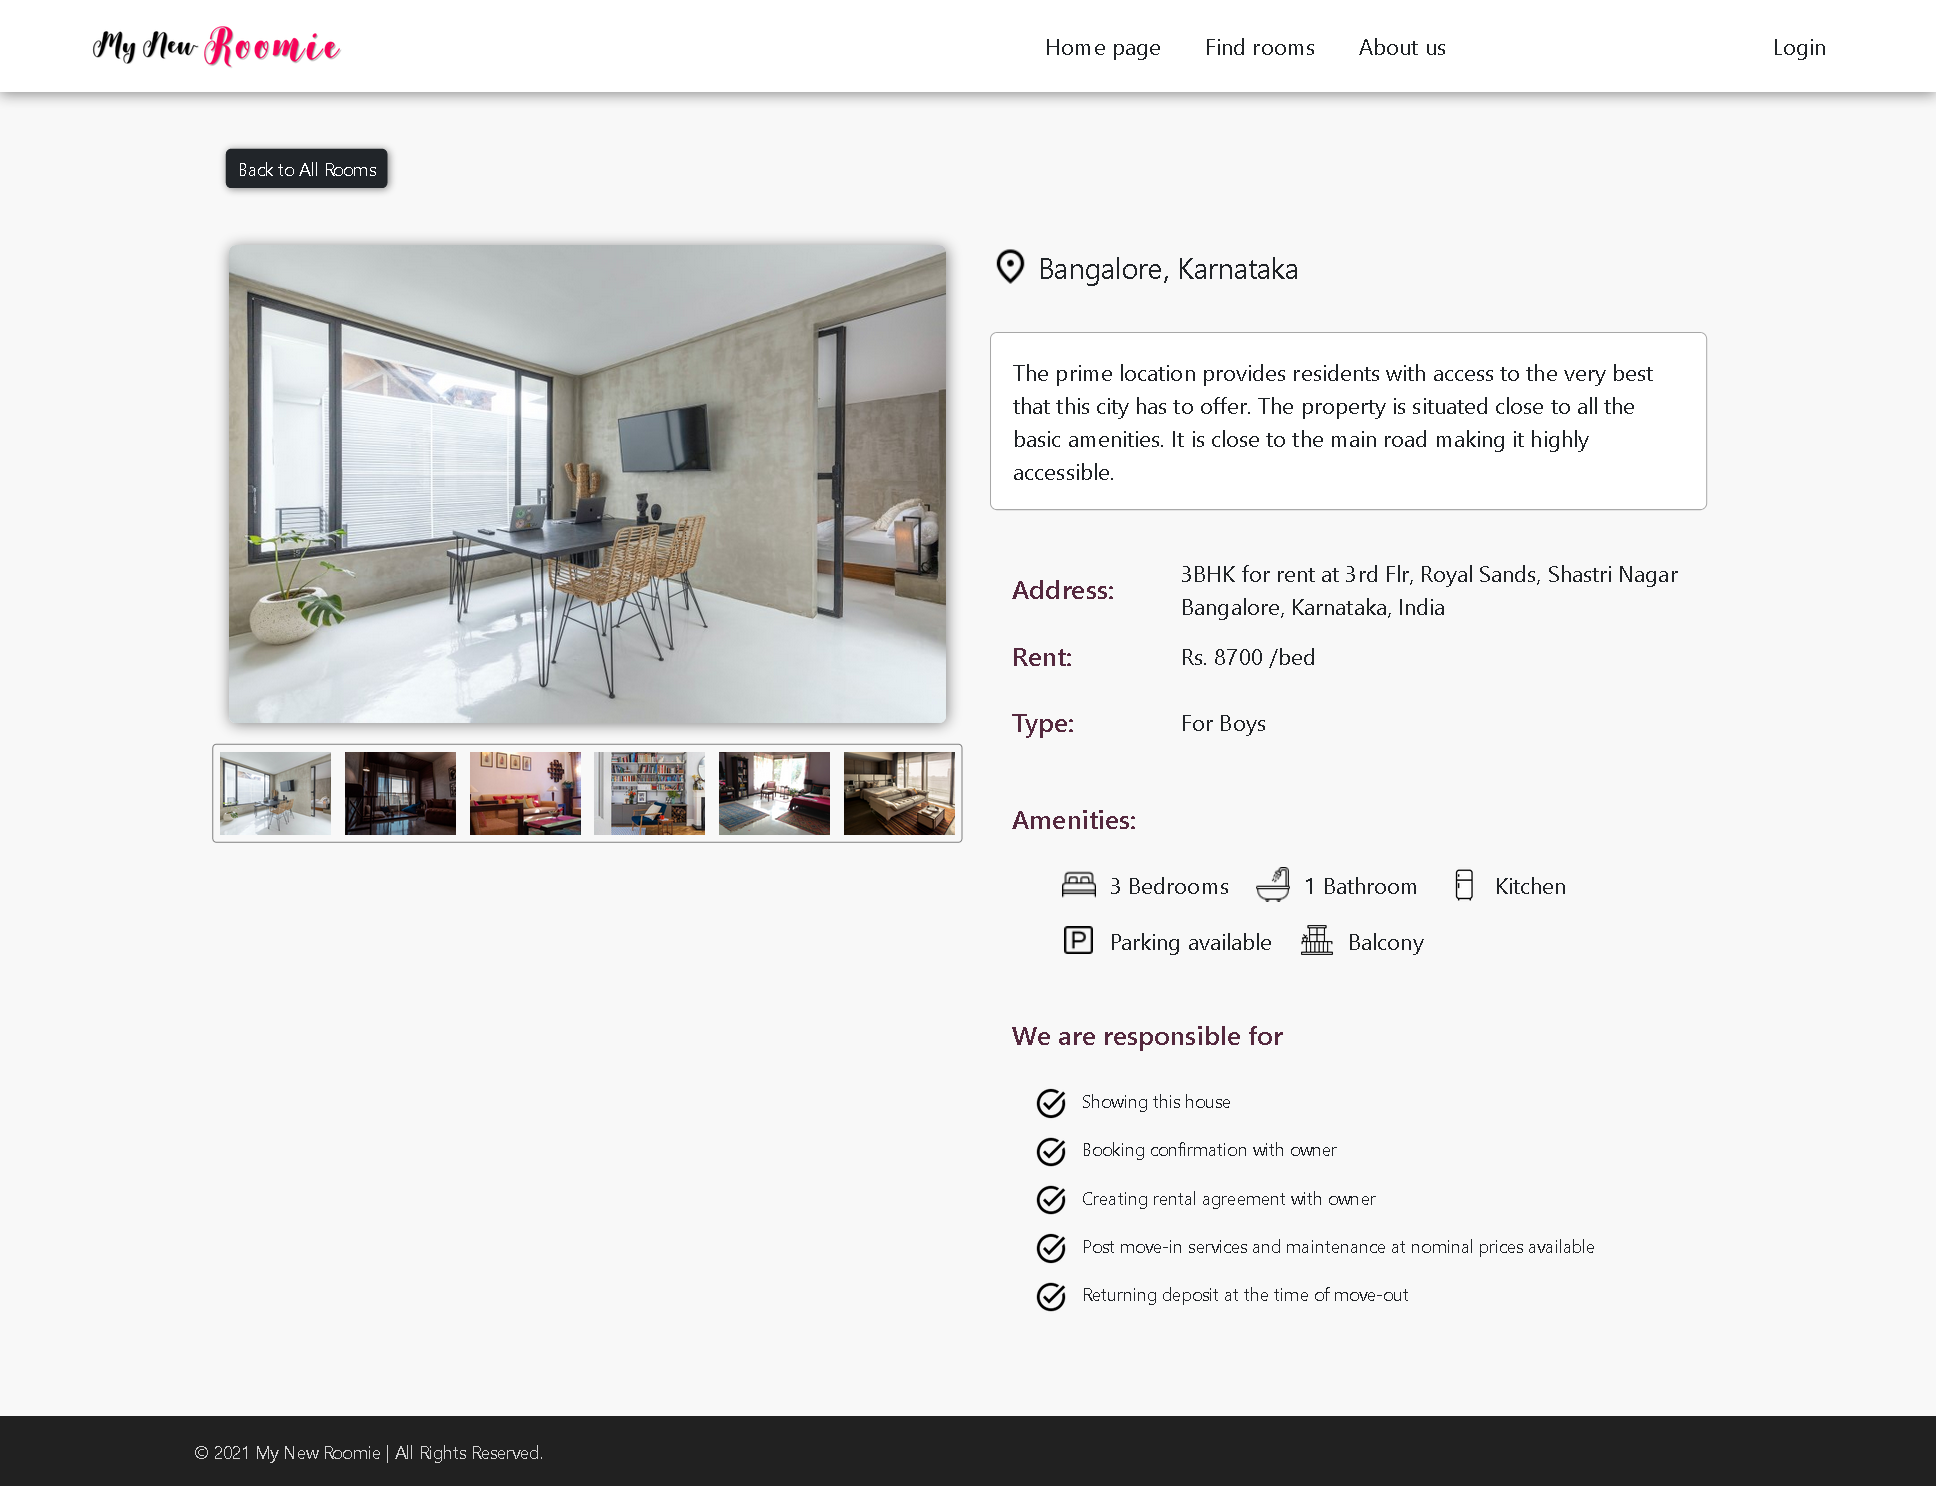 My New Roomie
Home page
Find rooms
About us
Login
Back to All Rooms
Bangalore, Karnataka
The prime location provides residents with access to the very best
that this city has to offer. The property is situated close to all the
basic amenities. It is close to the main road making it highly
accessible.
Address:
3BHK for rent at 3rd Flr, Royal Sands, Shastri Nagar
Bangalore, Karnataka, India
Rent:
Rs. 8700 /bed
Type:
For Boys
Amenities:
3 Bedrooms
1 Bathroom
Kitchen
P
Parking available
Balcony
We are responsible for
Showing this house
Booking confirmation with owner
Creating rental agreement with owner
Post move-in services and maintenance at nominal prices available
Returning deposit at the time of move-out
© 2021 My New Roomie | All Rights Reserved.